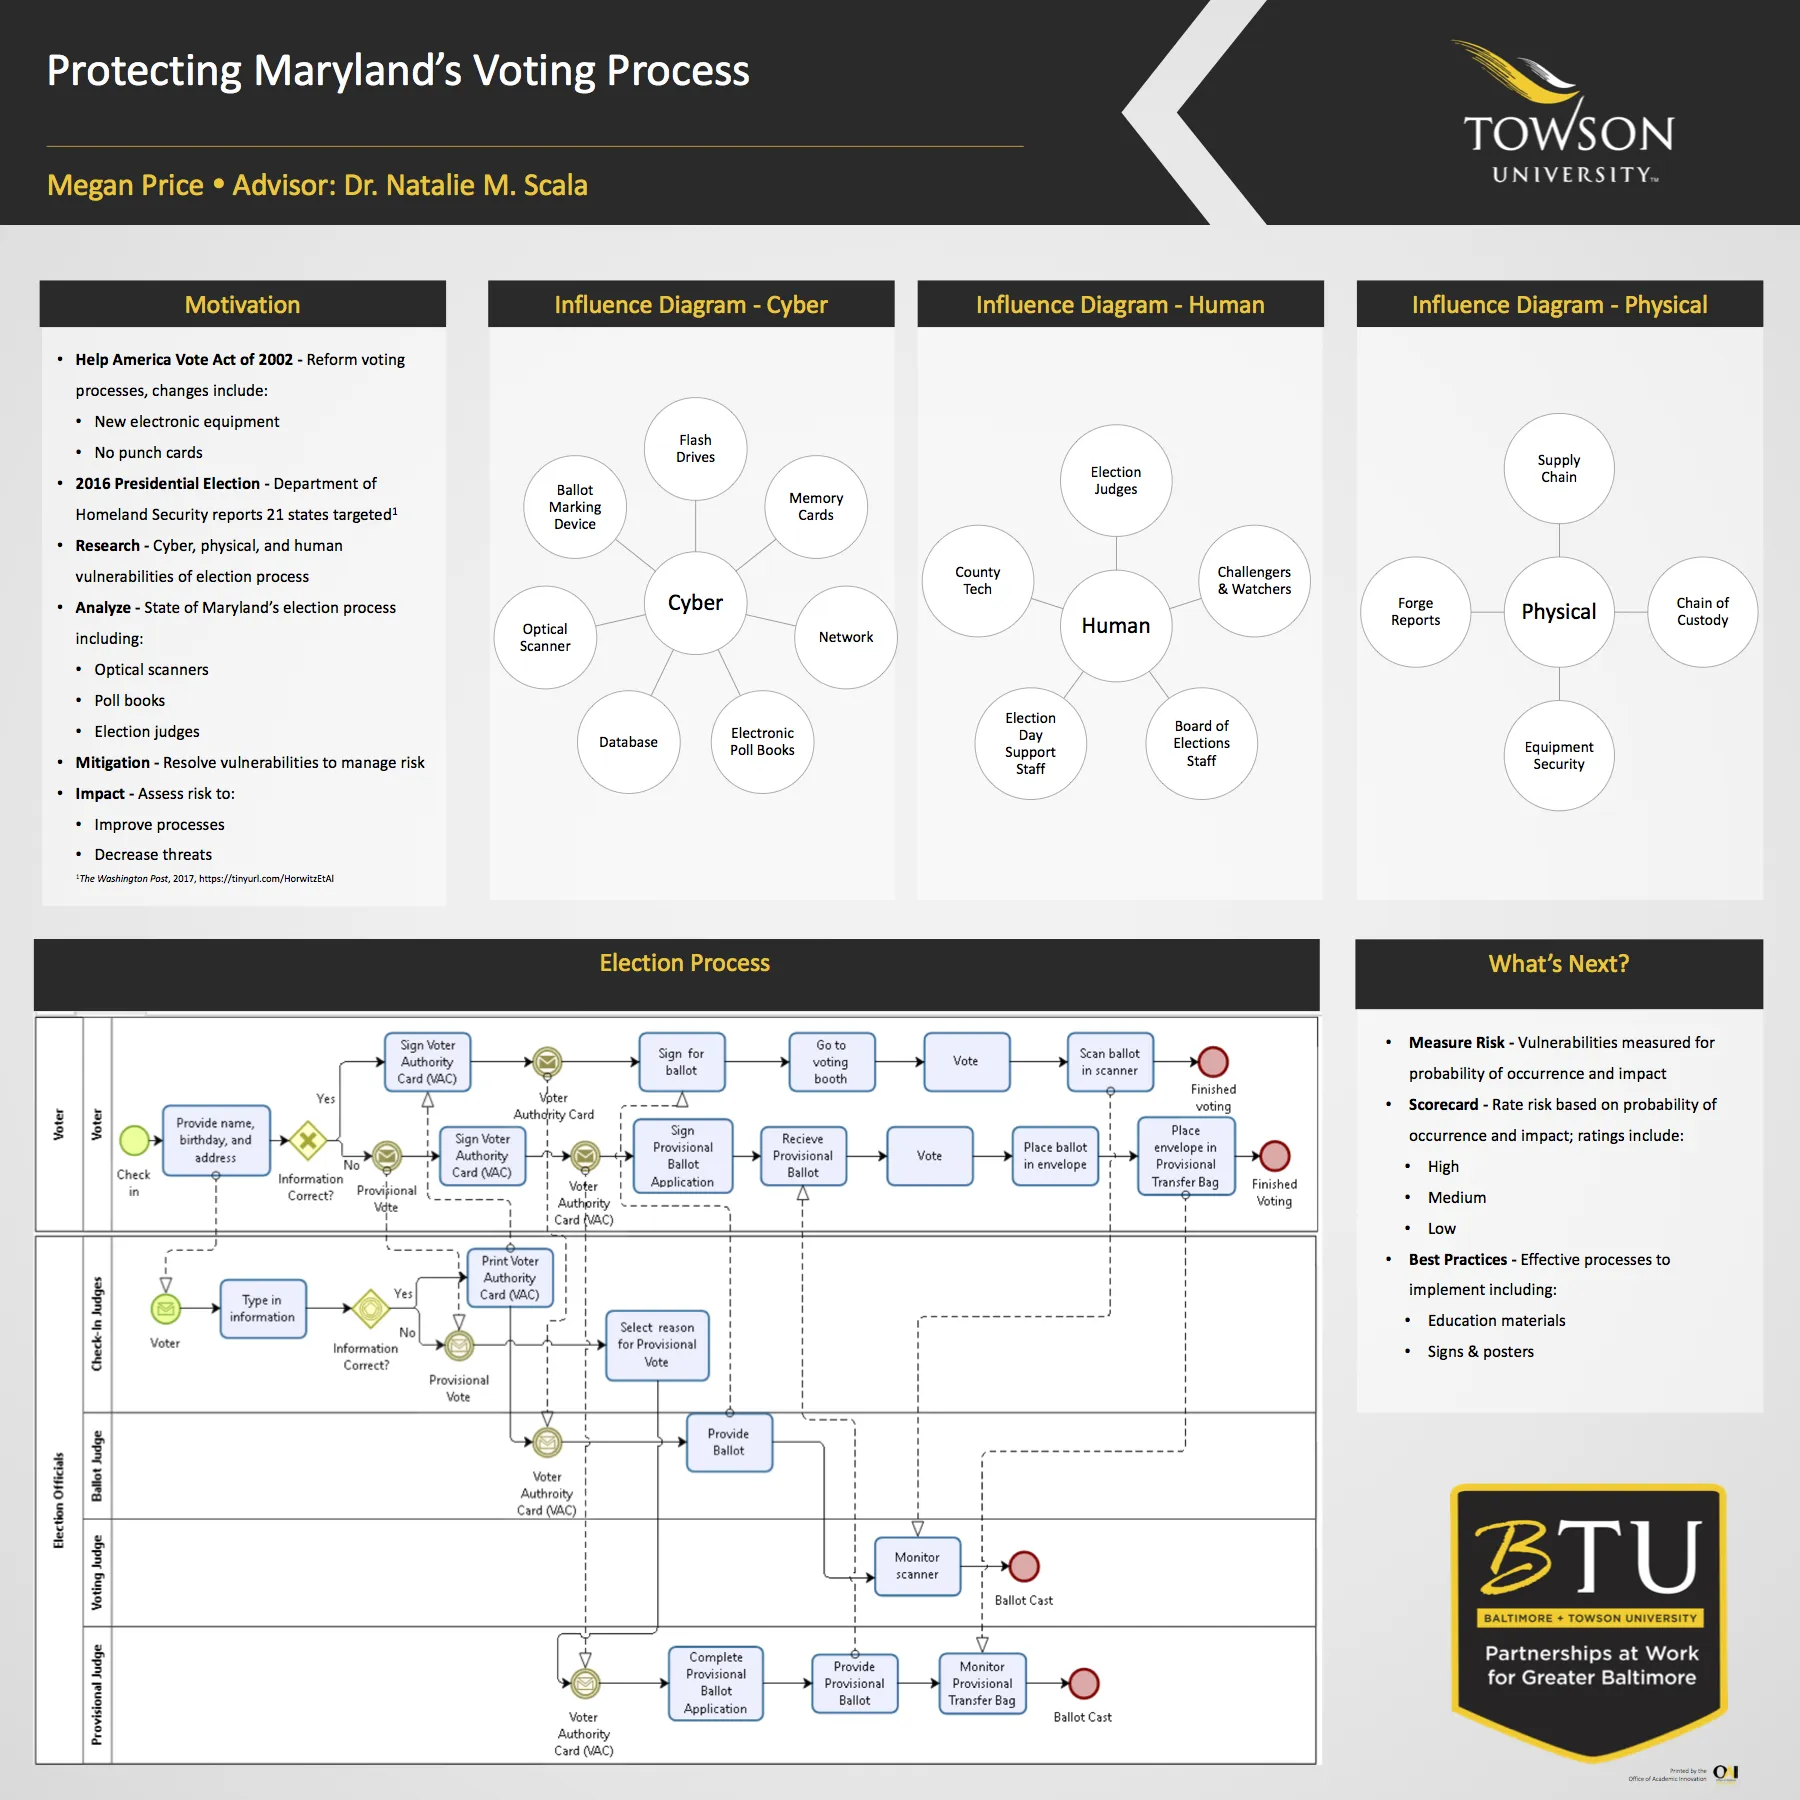 Protecting Maryland’s Voting Process
Megan Price • Advisor: Dr. Natalie M. Scala
TOWSON
UNIVERSITY™
Motivation
• Help America Vote Act of 2002 - Reform voting
processes, changes include:
• New electronic equipment
• No punch cards
• 2016 Presidential Election - Department of
Homeland Security reports 21 states targeted¹
• Research - Cyber, physical, and human
vulnerabilities of election process
• Analyze - State of Maryland’s election process
including:
• Optical scanners
• Poll books
• Election judges
• Mitigation - Resolve vulnerabilities to manage risk
• Impact - Assess risk to:
• Improve processes
• Decrease threats
¹The Washington Post, 2017, https://tinyurl.com/HorwitzEtAl
Influence Diagram - Cyber
Flash
Drives
Ballot
Marking
Device
Memory
Cards
Cyber
Optical
Scanner
Network
Database
Electronic
Poll Books
Influence Diagram - Human
Election
Judges
County
Tech
Challengers
& Watchers
Human
Election
Day
Support
Staff
Board of
Elections
Staff
Influence Diagram - Physical
Supply
Chain
Forge
Reports
Physical
Chain of
Custody
Equipment
Security
Election Process
Voter
Voter
Check
in
Provide name,
birthday, and
address
Information
Correct?
Yes
No
Sign Voter
Authority
Card (VAC)
Voter
Authority Card
Sign for
ballot
Go to
voting
booth
Vote
Scan ballot
in scanner
Finished
voting
Provisional
Vote
Sign Voter
Authority
Card (VAC)
Voter
Authority
Card (VAC)
Sign
Provisional
Ballot
Application
Recieve
Provisional
Ballot
Vote
Place ballot
in envelope
Place
envelope in
Provisional
Transfer Bag
Finished
Voting
Election Officials
Check-In Judges
Voter
Type in
information
Information
Correct?
Yes
No
Print Voter
Authority
Card (VAC)
Provisional
Vote
Select reason
for Provisional
Vote
Ballot Judge
Voter
Authroity
Card (VAC)
Provide
Ballot
Voting Judge
Monitor
scanner
Ballot Cast
Provisional Judge
Voter
Authority
Card (VAC)
Complete
Provisional
Ballot
Application
Provide
Provisional
Ballot
Monitor
Provisional
Transfer Bag
Ballot Cast
What’s Next?
• Measure Risk - Vulnerabilities measured for
probability of occurrence and impact
• Scorecard - Rate risk based on probability of
occurrence and impact; ratings include:
• High
• Medium
• Low
• Best Practices - Effective processes to
implement including:
• Education materials
• Signs & posters
BTU
BALTIMORE + TOWSON UNIVERSITY
Partnerships at Work
for Greater Baltimore
Printed by the
Office of Academic Innovation
OAI